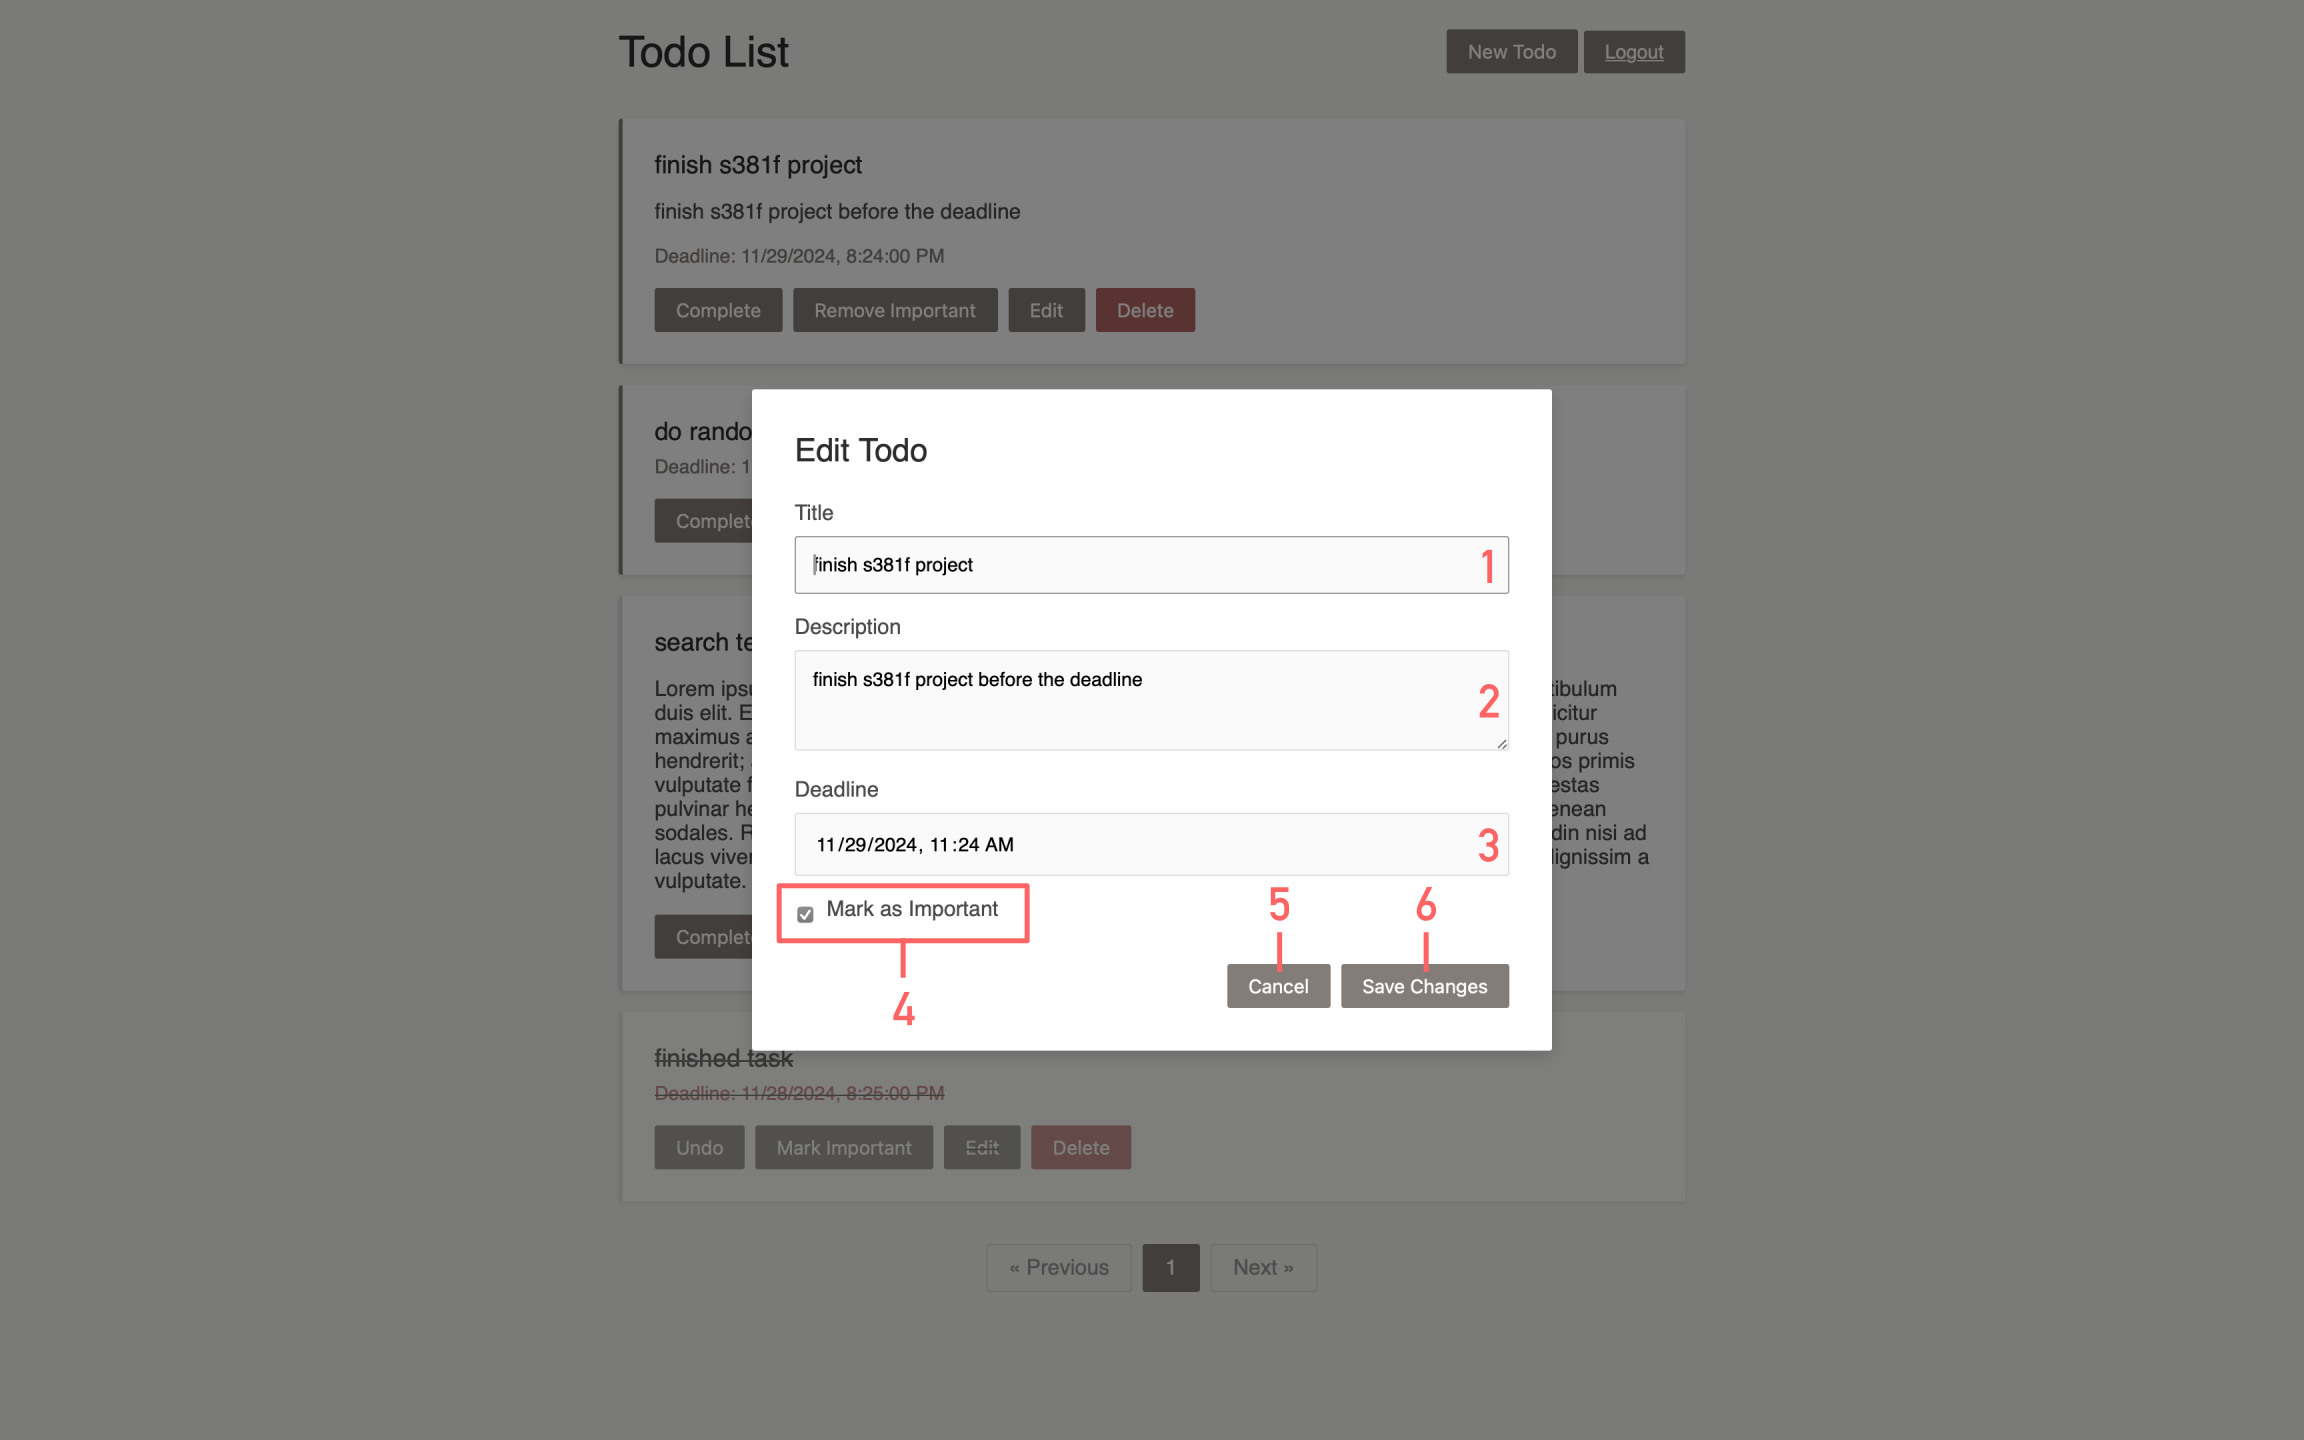 Todo List
New Todo
Logout
finish s381f project
finish s381f project before the deadline
Deadline: 11/29/2024, 8:24:00 PM
Complete
Remove Important
Edit
Delete
do rando
Deadline: 1
Complet
search te
Lorem ipsu
tibulum
duis elit. E
icitur
maximus a
purus
hendrerit;
os primis
vulputate f
estas
pulvinar he
enean
sodales. R
din nisi ad
lacus viver
lignissim a
vulputate.
Complet
Edit Todo
Title
finish s381f project
1
Description
finish s381f project before the deadline
2
Deadline
11/29/2024, 11:24 AM
3
Mark as Important
4
5
6
Cancel
Save Changes
finished task
Deadline: 11/28/2024, 8:25:00 PM
Undo
Mark Important
Edit
Delete
« Previous
1
Next »